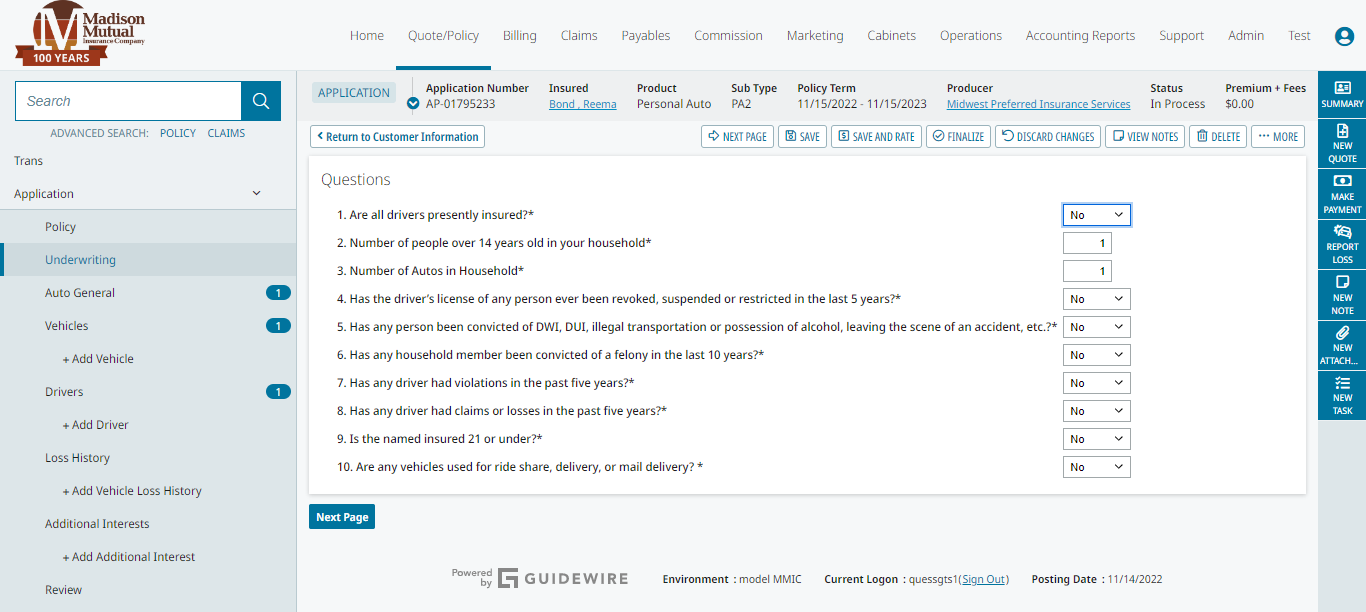 Madison
Mutual
Insurance Company
100 YEARS
Home Quote/Policy Billing Claims Payables Commission Marketing Cabinets Operations Accounting Reports Support Admin Test
Search
ADVANCED SEARCH: POLICY CLAIMS
Trans
Application
Policy
Underwriting
Auto General 1
Vehicles 1
+ Add Vehicle
Drivers 1
+ Add Driver
Loss History
+ Add Vehicle Loss History
Additional Interests
+ Add Additional Interest
Review
APPLICATION
Application Number Insured Product Sub Type Policy Term Producer Status Premium + Fees
AP-01795233 Bond , Reema Personal Auto PA2 11/15/2022 - 11/15/2023 Midwest Preferred Insurance Services In Process $0.00
Return to Customer Information NEXT PAGE SAVE SAVE AND RATE FINALIZE DISCARD CHANGES VIEW NOTES DELETE ··· MORE
Questions
1. Are all drivers presently insured?* No
2. Number of people over 14 years old in your household* 1
3. Number of Autos in Household* 1
4. Has the driver's license of any person ever been revoked, suspended or restricted in the last 5 years?* No
5. Has any person been convicted of DWI, DUI, illegal transportation or possession of alcohol, leaving the scene of an accident, etc.?* No
6. Has any household member been convicted of a felony in the last 10 years?* No
7. Has any driver had violations in the past five years?* No
8. Has any driver had claims or losses in the past five years?* No
9. Is the named insured 21 or under?* No
10. Are any vehicles used for ride share, delivery, or mail delivery? * No
Next Page
Powered
by
GUIDEWIRE
Environment : model MMIC Current Logon : quessgts1(Sign Out) Posting Date : 11/14/2022
SUMMARY
NEW
QUOTE
MAKE
PAYMENT
REPORT
LOSS
NEW
NOTE
NEW
ATTACH...
NEW
TASK